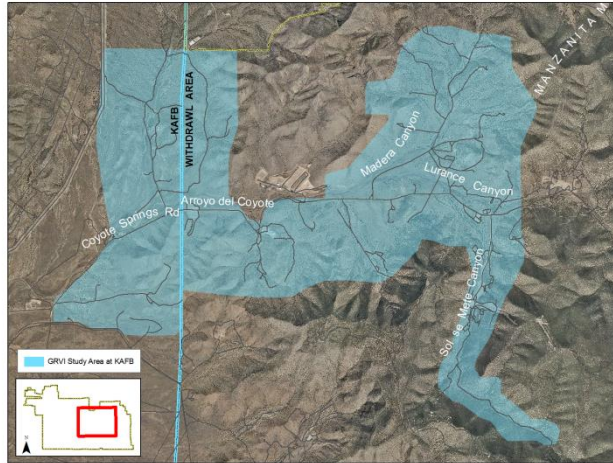 MANZANITA M
KAFB
WITHDRAWL AREA
Madera Canyon
Lurance Canyon
Arroyo del Coyote
Coyote Springs Rd
Sol se Mete Canyon
GRVI Study Area at KAFB
N